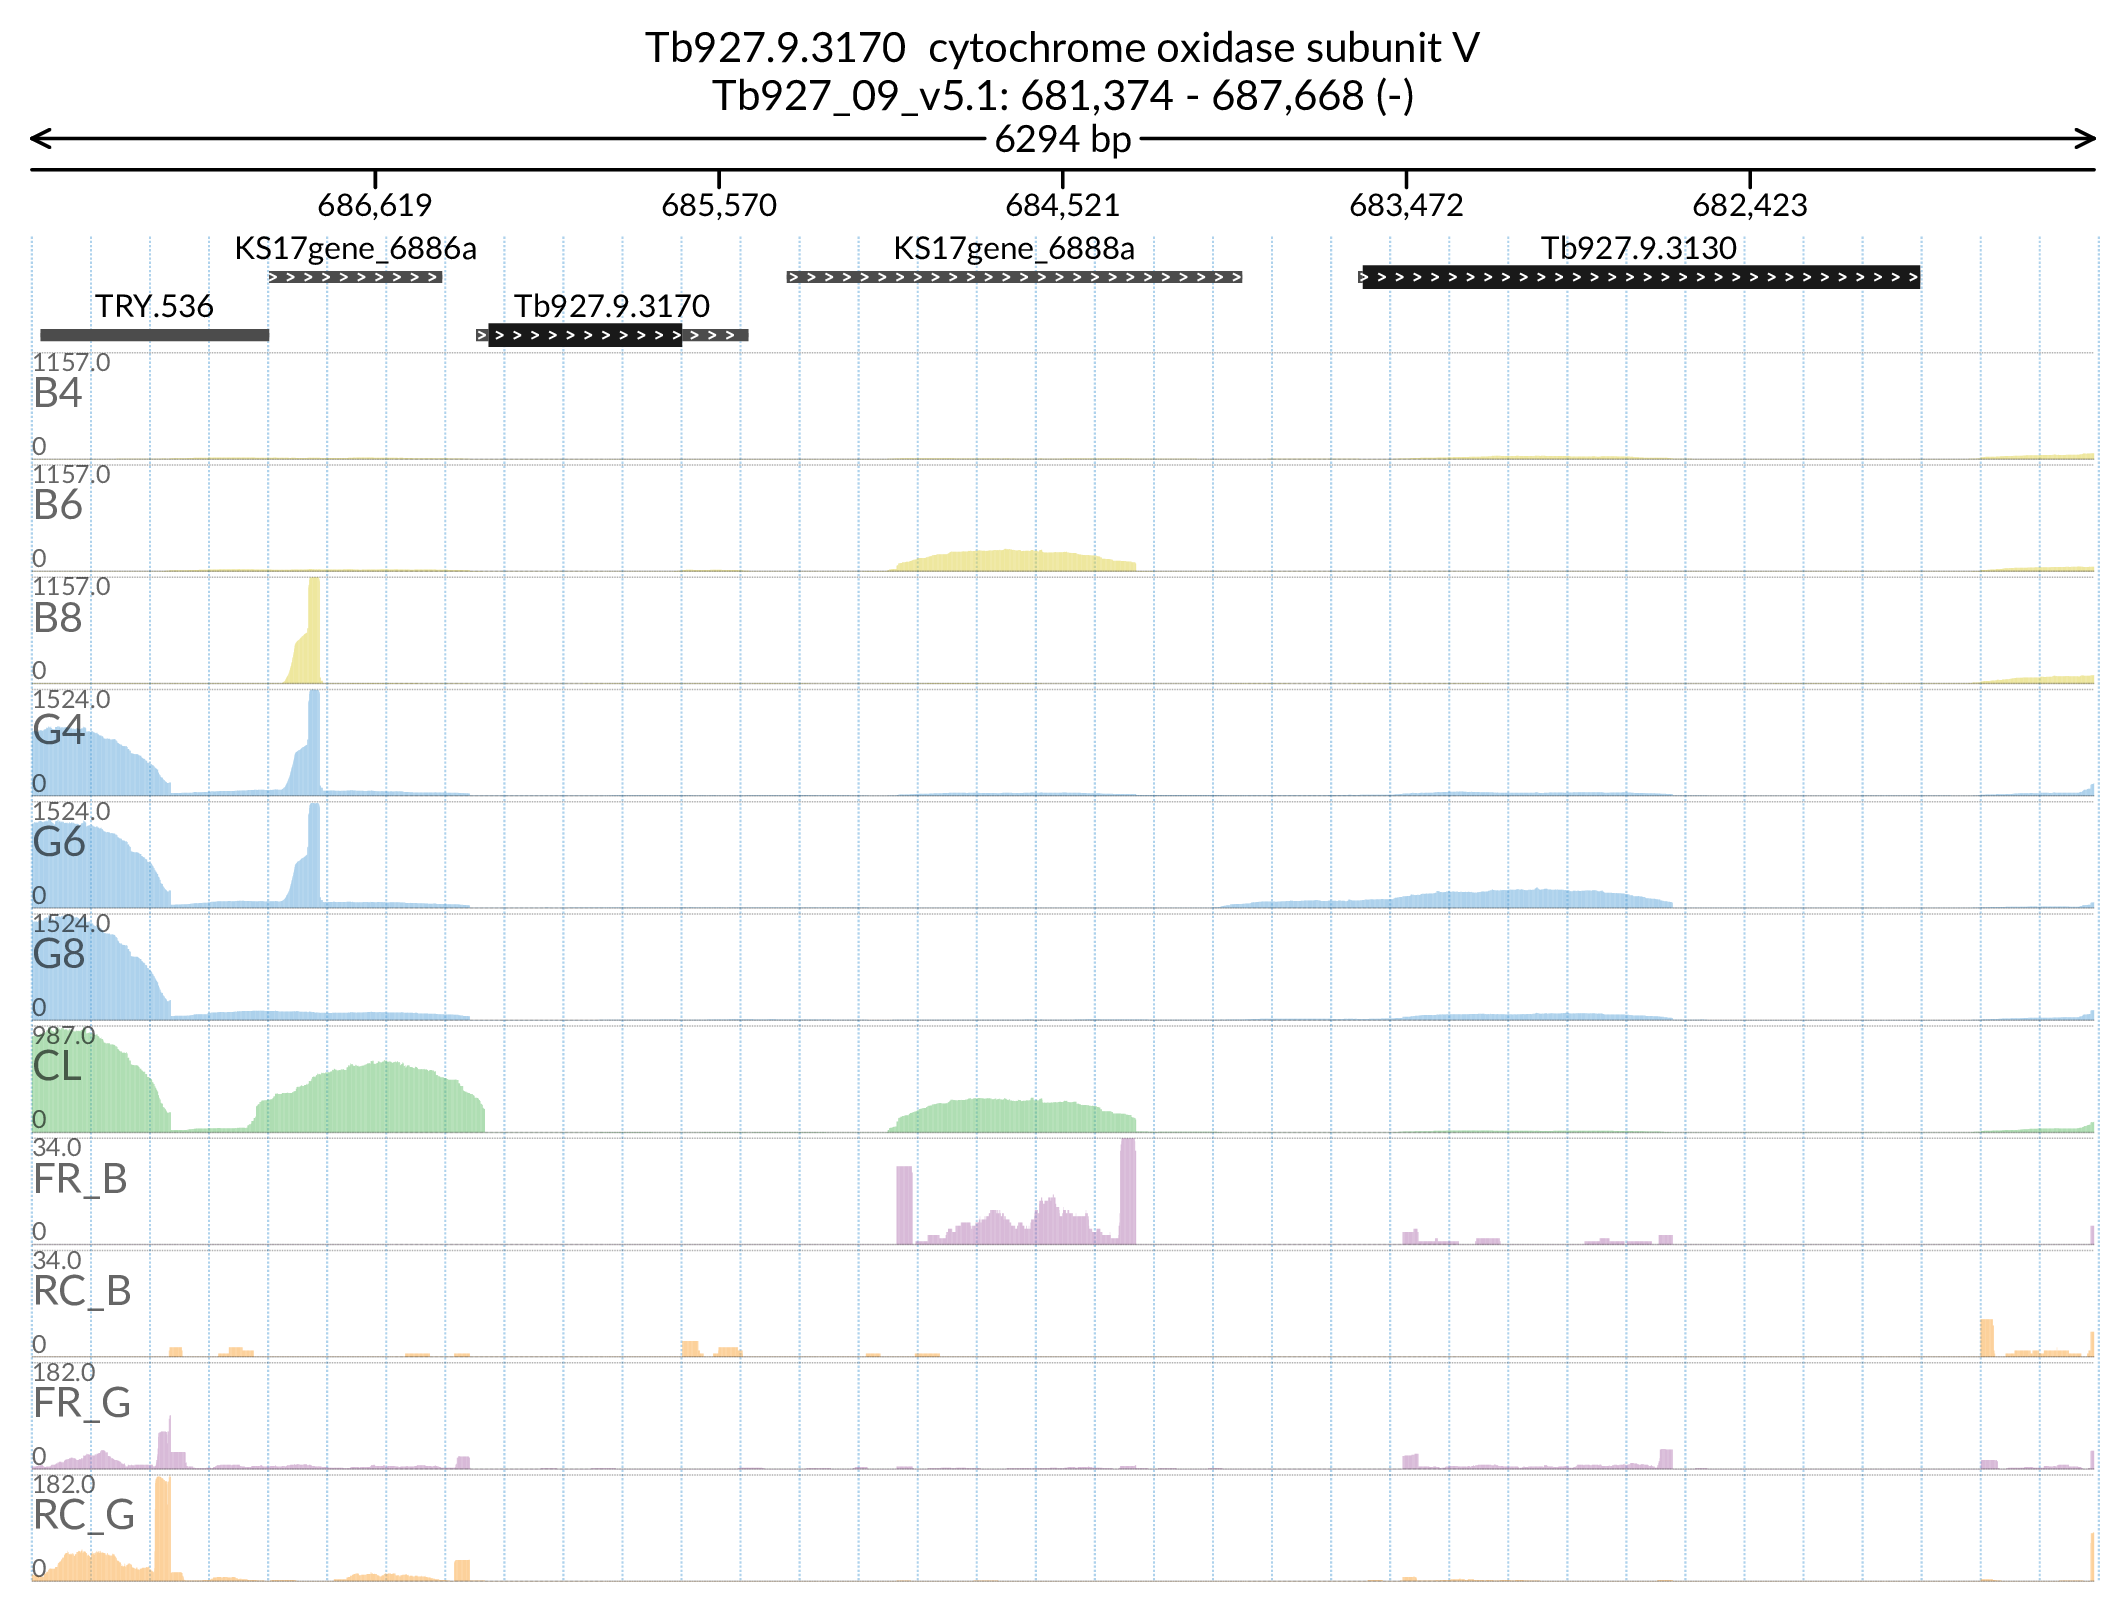 Tb927.9.3170 cytochrome oxidase subunit V
Tb927_09_v5.1: 681,374 - 687,668 (-)
6294 bp
686,619 685,570 684,521 683,472 682,423
KS17gene_6886a KS17gene_6888a Tb927.9.3130
TRY.536 Tb927.9.3170
1157.0
B4
0
1157.0
B6
0
1157.0
B8
0
1524.0
G4
0
1524.0
G6
0
1524.0
G8
0
987.0
CL
0
34.0
FR_B
0
34.0
RC_B
0
182.0
FR_G
0
182.0
RC_G
0